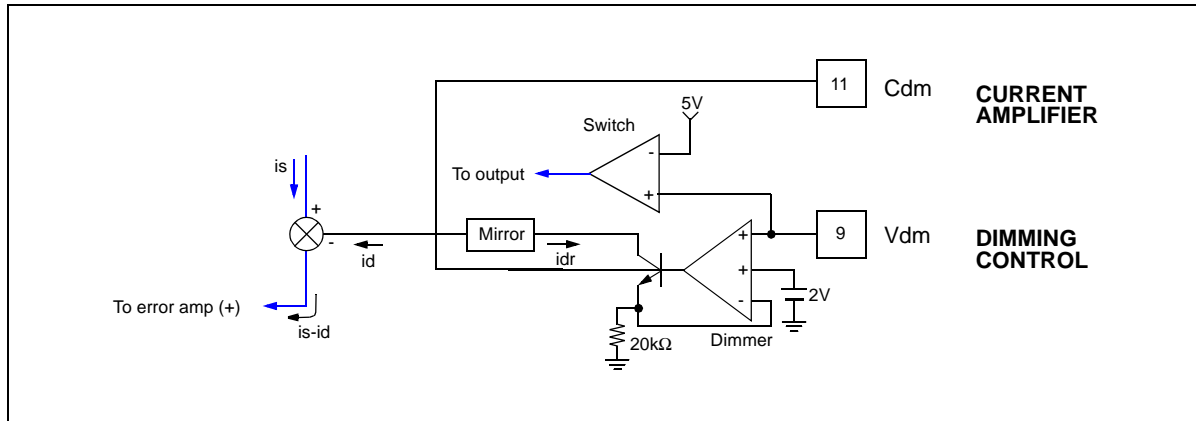 11
Cdm
CURRENT
AMPLIFIER
5V
Switch
is
-
To output
+
+
-
Mirror
+
9
Vdm
DIMMING
CONTROL
id
idr
+
-
2V
To error amp (+)
is-id
20kΩ
Dimmer